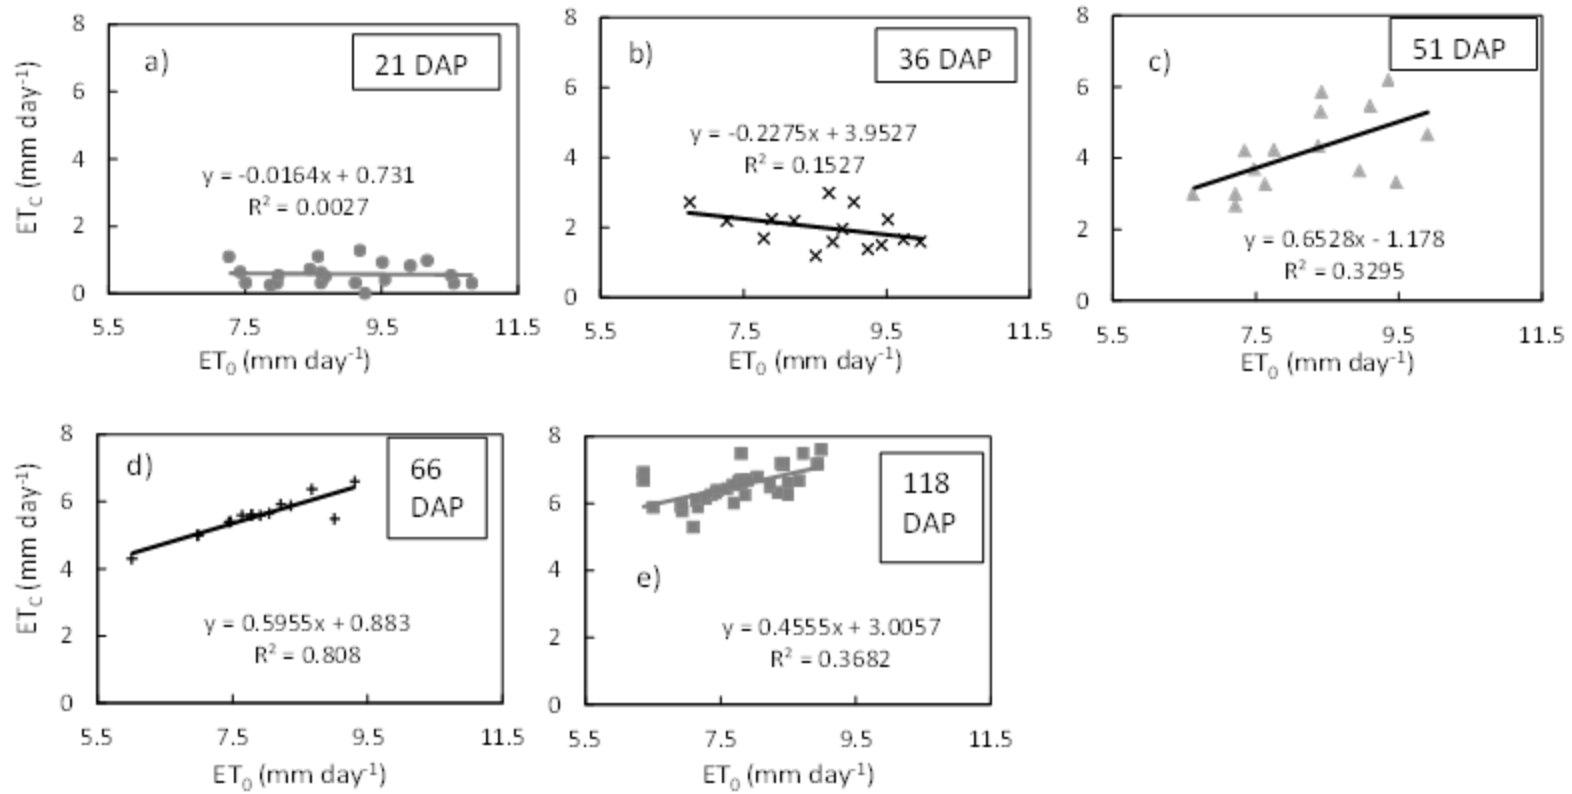 a)
21 DAP
y = -0.0164x + 0.731
R² = 0.0027
ET_C (mm day⁻¹)
8
6
4
2
0
5.5 7.5 9.5 11.5
ET₀ (mm day⁻¹)
b)
36 DAP
y = -0.2275x + 3.9527
R² = 0.1527
8
6
4
2
0
5.5 7.5 9.5 11.5
ET₀ (mm day⁻¹)
c)
51 DAP
y = 0.6528x - 1.178
R² = 0.3295
8
6
4
2
0
5.5 7.5 9.5 11.5
ET₀ (mm day⁻¹)
d)
66
DAP
y = 0.5955x + 0.883
R² = 0.808
ET_C (mm day⁻¹)
8
6
4
2
0
5.5 7.5 9.5 11.5
ET₀ (mm day⁻¹)
e)
118
DAP
y = 0.4555x + 3.0057
R² = 0.3682
8
6
4
2
0
5.5 7.5 9.5 11.5
ET₀ (mm day⁻¹)